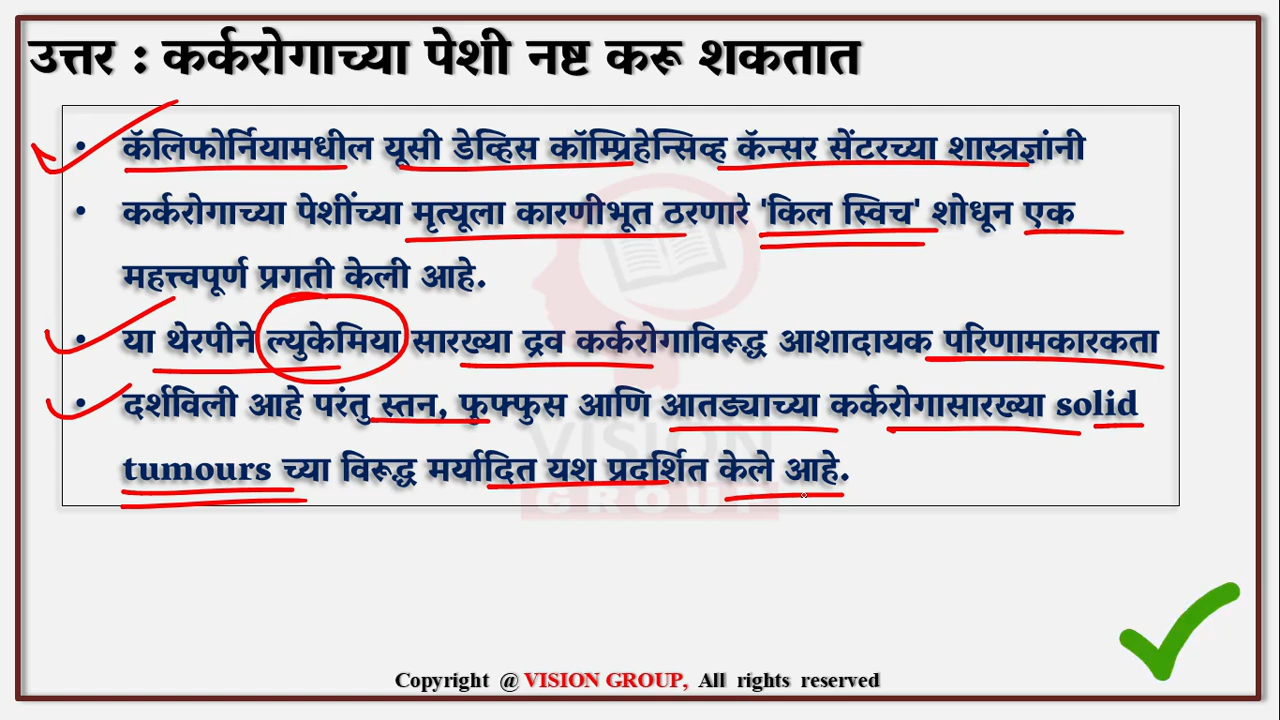 उत्तर : कर्करोगाच्या पेशी नष्ट करू शकतात
• कॅलिफोर्नियामधील यूसी डेव्हिस कॉम्प्रिहेन्सिव्ह कॅन्सर सेंटरच्या शास्त्रज्ञांनी
• कर्करोगाच्या पेशींच्या मृत्यूला कारणीभूत ठरणारे 'किल स्विच' शोधून एक
महत्त्वपूर्ण प्रगती केली आहे.
• या थेरपीने ल्युकेमिया सारख्या द्रव कर्करोगाविरूद्ध आशादायक परिणामकारकता
• दर्शविली आहे परंतु स्तन, फुफ्फुस आणि आतड्याच्या कर्करोगासारख्या solid
tumours च्या विरूद्ध मर्यादित यश प्रदर्शित केले आहे.
VISION
GROUP
Copyright @ VISION GROUP, All rights reserved